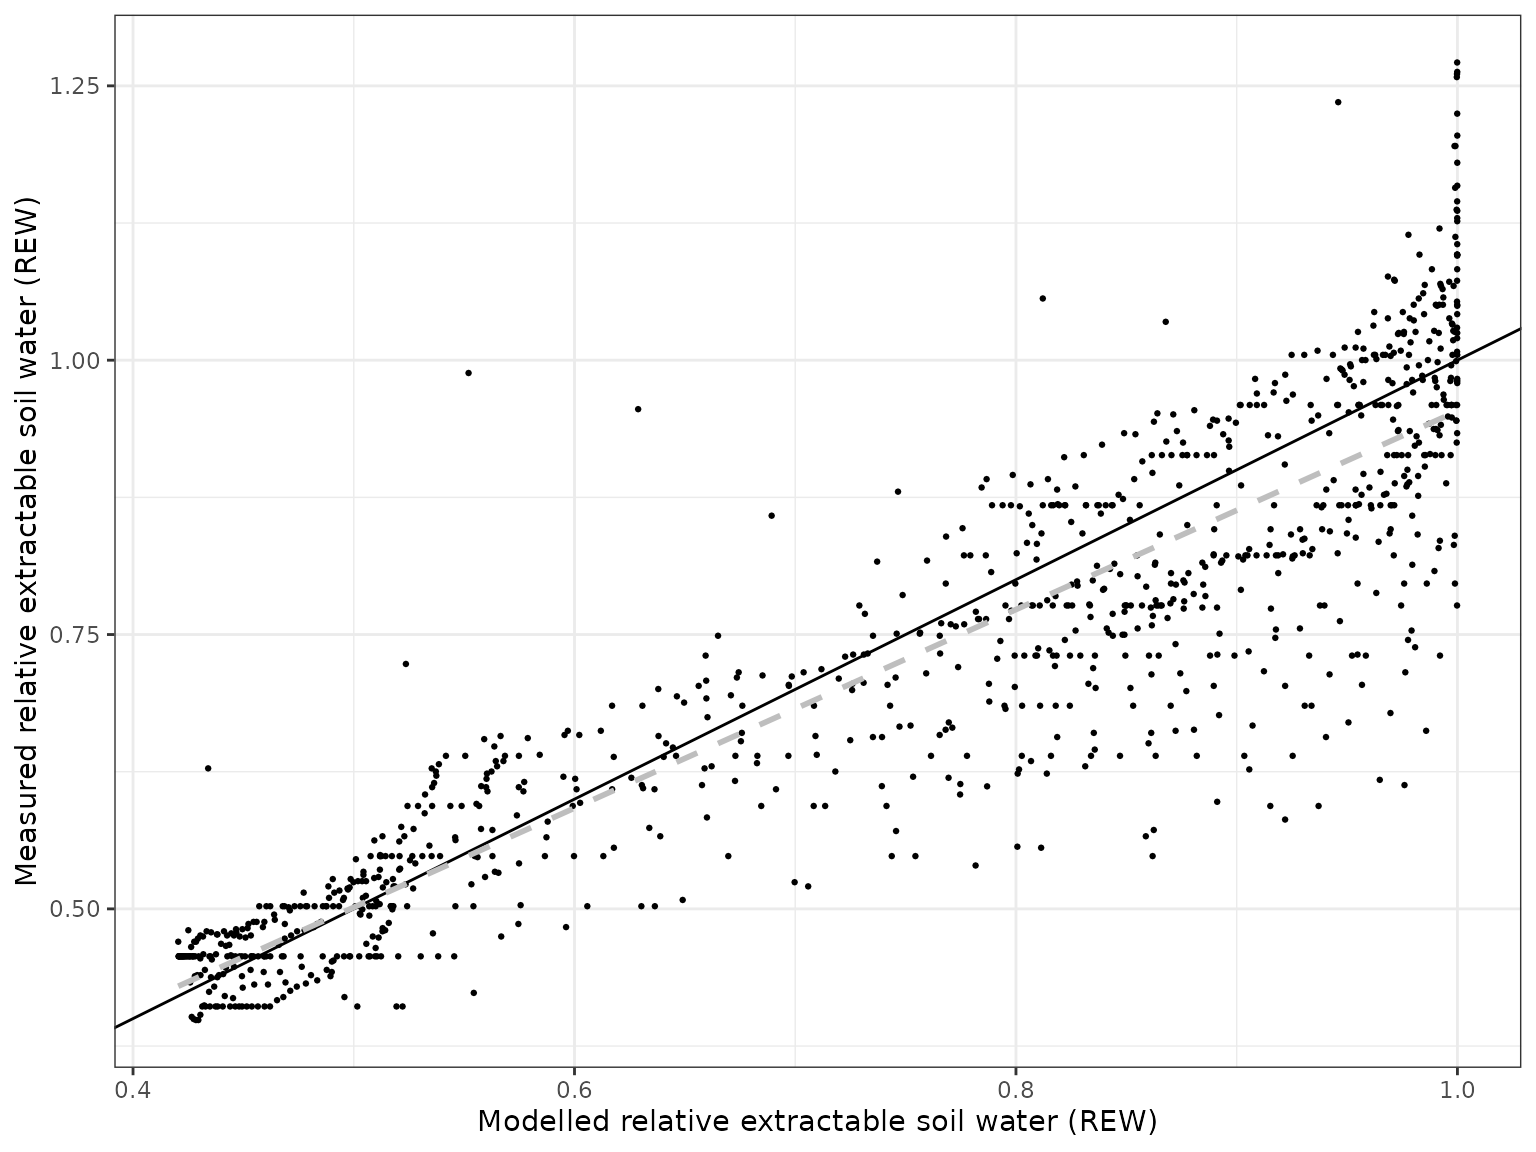 Measured relative extractable soil water (REW)
1.25
1.00
0.75
0.50
0.4 0.6 0.8 1.0
Modelled relative extractable soil water (REW)